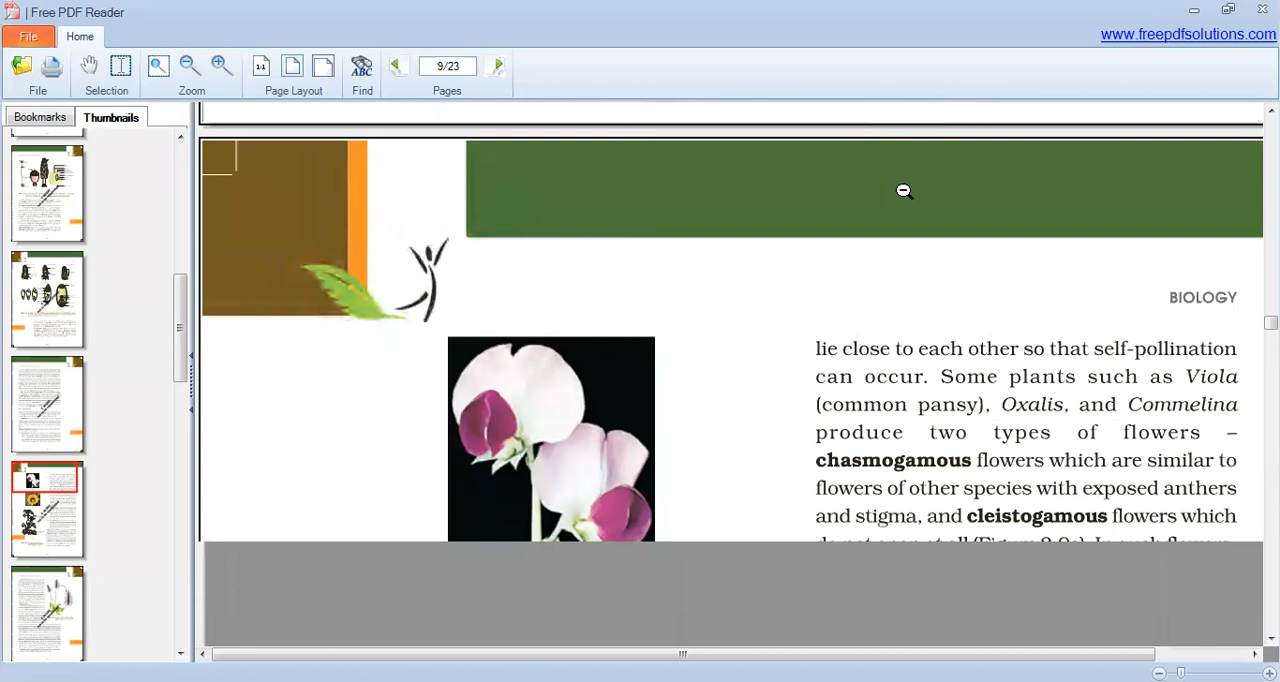 | Free PDF Reader
File
Home
www.freepdfsolutions.com
1:1
ABC
9/23
File
Selection
Zoom
Page Layout
Find
Pages
Bookmarks
Thumbnails
BIOLOGY
lie close to each other so that self-pollination
can occur. Some plants such as Viola
(common pansy), Oxalis, and Commelina
produce two types of flowers –
chasmogamous flowers which are similar to
flowers of other species with exposed anthers
and stigma, and cleistogamous flowers which